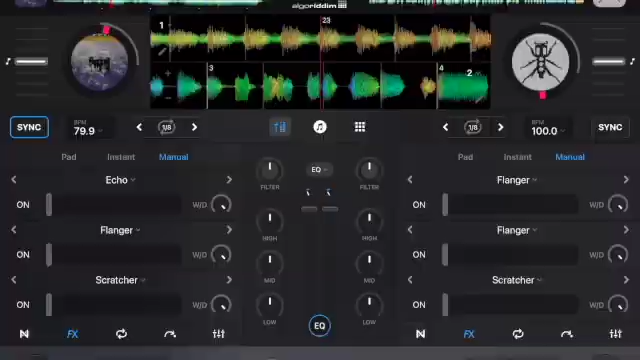 algoriddim
1
23
3
4
2
SYNC
BPM
79.9
1/8
1/8
BPM
100.0
SYNC
Pad Instant Manual
Pad Instant Manual
Echo
FILTER
EQ
FILTER
Flanger
ON
W/D
ON
W/D
Flanger
HIGH
HIGH
Flanger
ON
W/D
MID
MID
ON
W/D
Scratcher
Scratcher
ON
W/D
LOW
EQ
LOW
ON
W/D
FX
FX